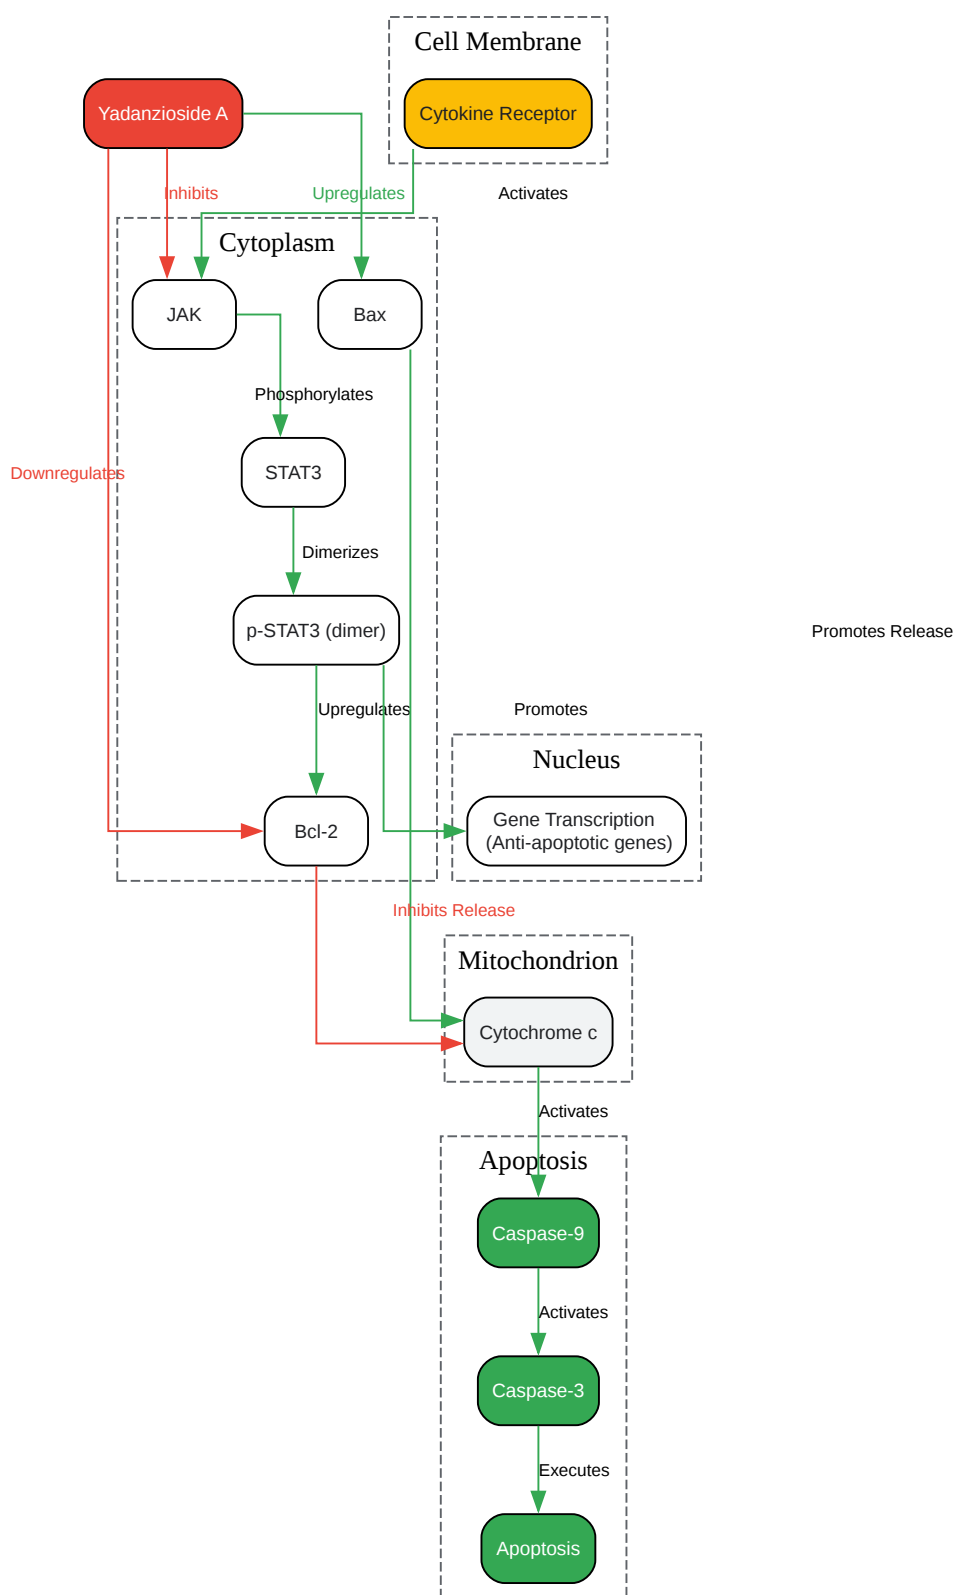 Cell Membrane
Yadanzioside A
Cytokine Receptor
Inhibits
Upregulates
Activates
Cytoplasm
JAK
Bax
Phosphorylates
Downregulates
STAT3
Dimerizes
p-STAT3 (dimer)
Promotes Release
Upregulates
Promotes
Nucleus
Bcl-2
Gene Transcription
(Anti-apoptotic genes)
Inhibits Release
Mitochondrion
Cytochrome c
Activates
Apoptosis
Caspase-9
Activates
Caspase-3
Executes
Apoptosis